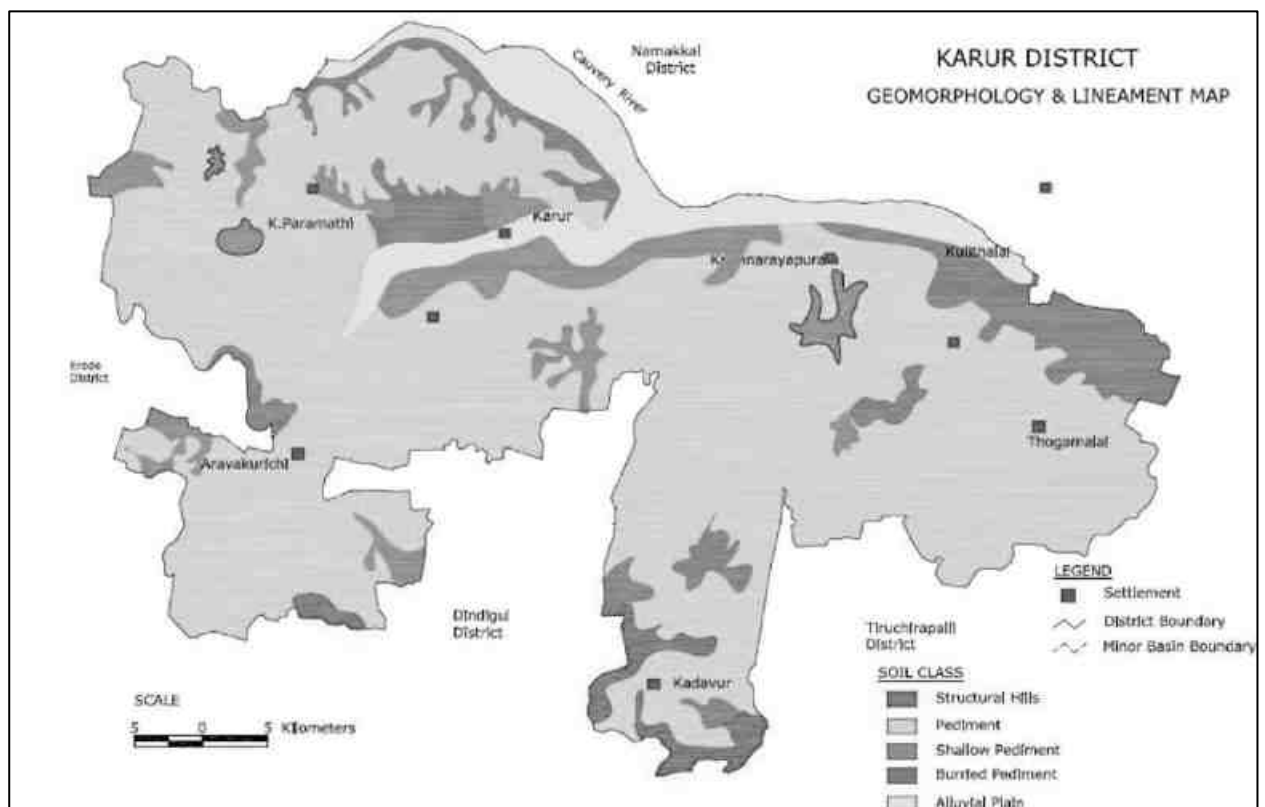 KARUR DISTRICT
GEOMORPHOLOGY & LINEAMENT MAP
Namakkal
District
Cauvery River
K.Paramathi
Karur
Kulithalai
Erode
District
Aravakurichi
Thogamalai
Dindigul
District
Tiruchirapalli
District
Kadavur
LEGEND
Settlement
District Boundary
Minor Basin Boundary
SOIL CLASS
Structural Hills
Pediment
Shallow Pediment
Burried Pediment
Alluvial Plain
SCALE
5 0 5 Kilometers